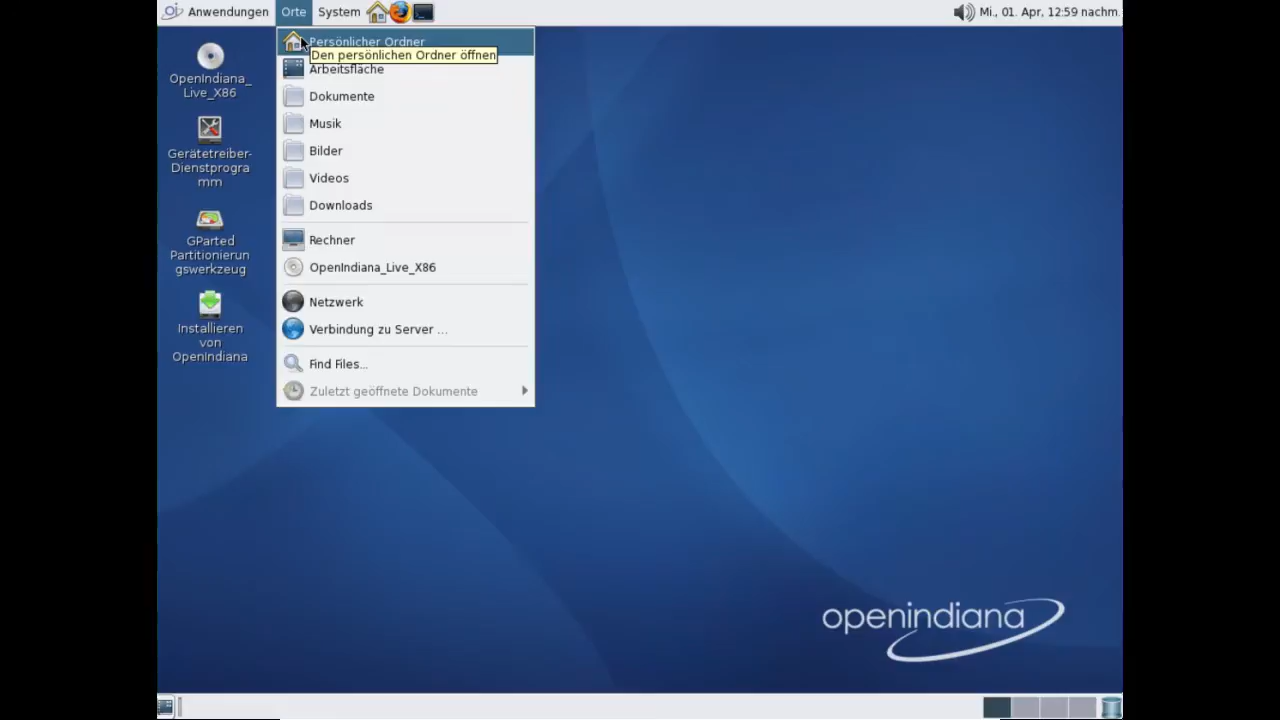 Anwendungen Orte System Mi., 01. Apr, 12:59 nachm.
Persönlicher Ordner
Den persönlichen Ordner öffnen
Arbeitsfläche
Dokumente
Musik
Bilder
Videos
Downloads
Rechner
OpenIndiana_Live_X86
Netzwerk
Verbindung zu Server ...
Find Files...
Zuletzt geöffnete Dokumente
OpenIndiana_
Live_X86
Gerätetreiber-
Dienstprogra
mm
GParted
Partitionierun
gswerkzeug
Installieren
von
OpenIndiana
openindiana